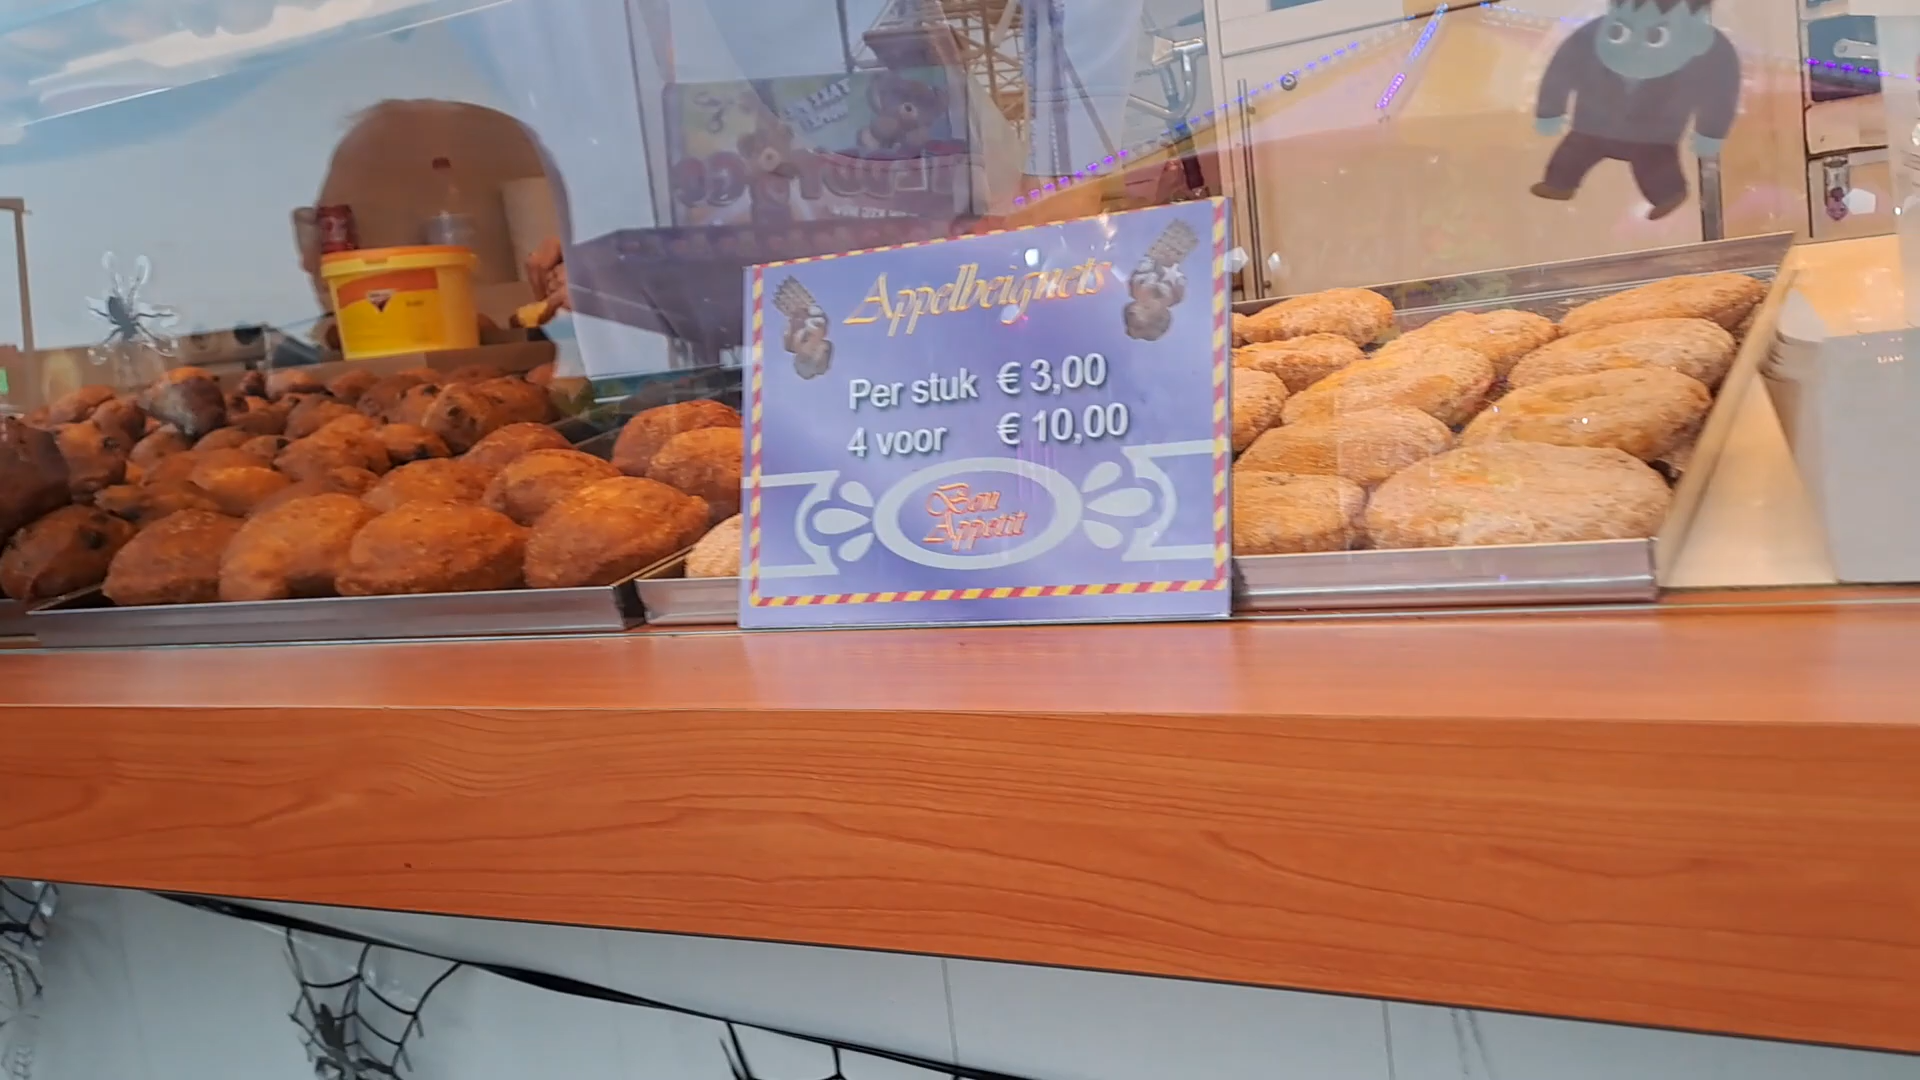 Appelbeignets
Per stuk € 3,00
4 voor € 10,00
Bon
Appetit